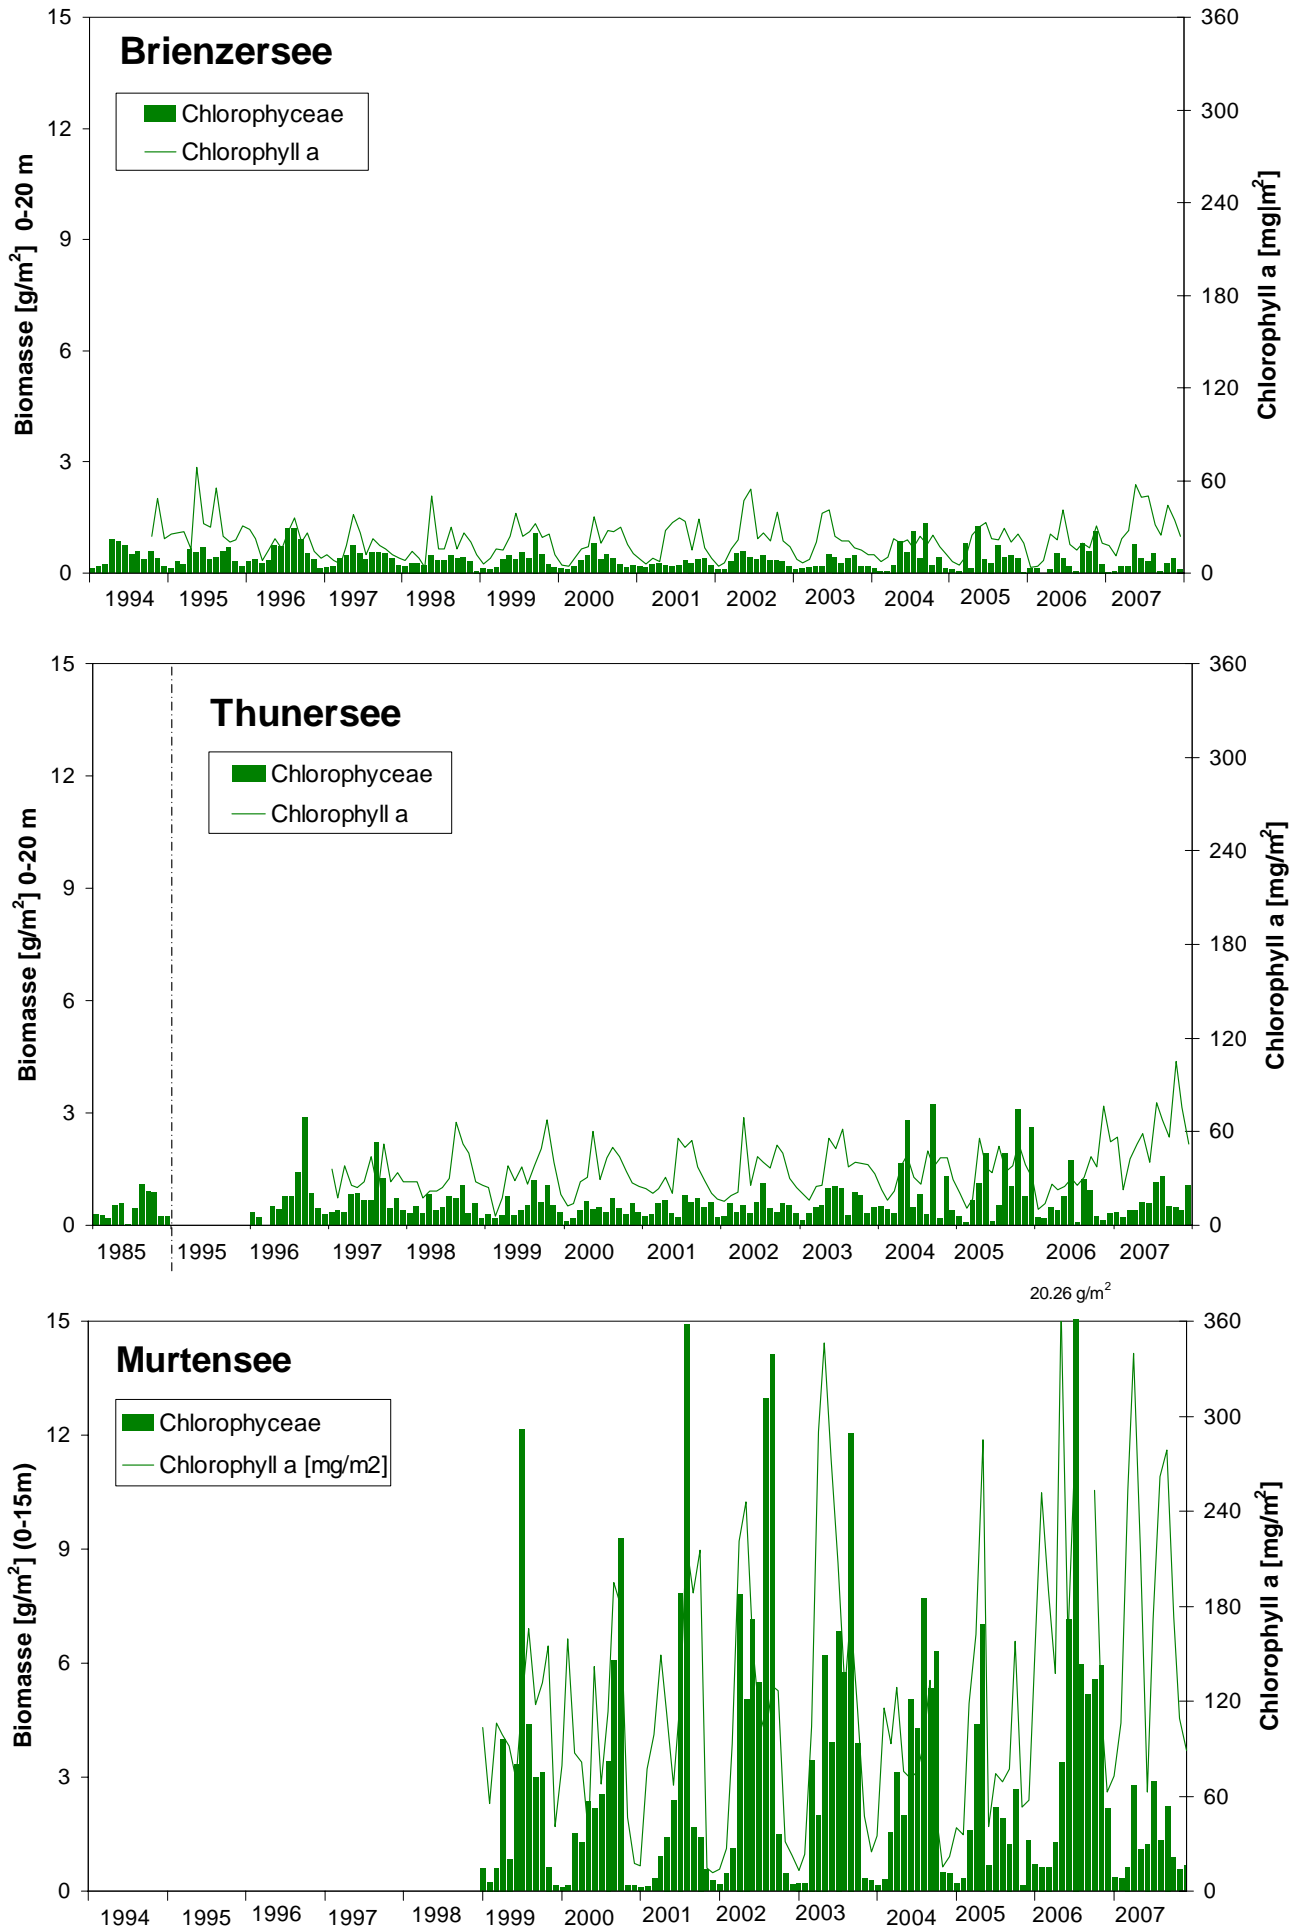 Brienzersee
Chlorophyceae
Chlorophyll a
Biomasse [g/m²] 0-20 m
Chlorophyll a [mg|m²]
15
12
9
6
3
0
360
300
240
180
120
60
0
1994 1995 1996 1997 1998 1999 2000 2001 2002 2003 2004 2005 2006 2007
Thunersee
Chlorophyceae
Chlorophyll a
Biomasse [g/m²] 0-20 m
Chlorophyll a [mg/m²]
15
12
9
6
3
0
360
300
240
180
120
60
0
1985 1995 1996 1997 1998 1999 2000 2001 2002 2003 2004 2005 2006 2007
20.26 g/m²
Murtensee
Chlorophyceae
Chlorophyll a [mg/m2]
Biomasse [g/m²] (0-15m)
Chlorophyll a [mg/m²]
15
12
9
6
3
0
360
300
240
180
120
60
0
1994 1995 1996 1997 1998 1999 2000 2001 2002 2003 2004 2005 2006 2007